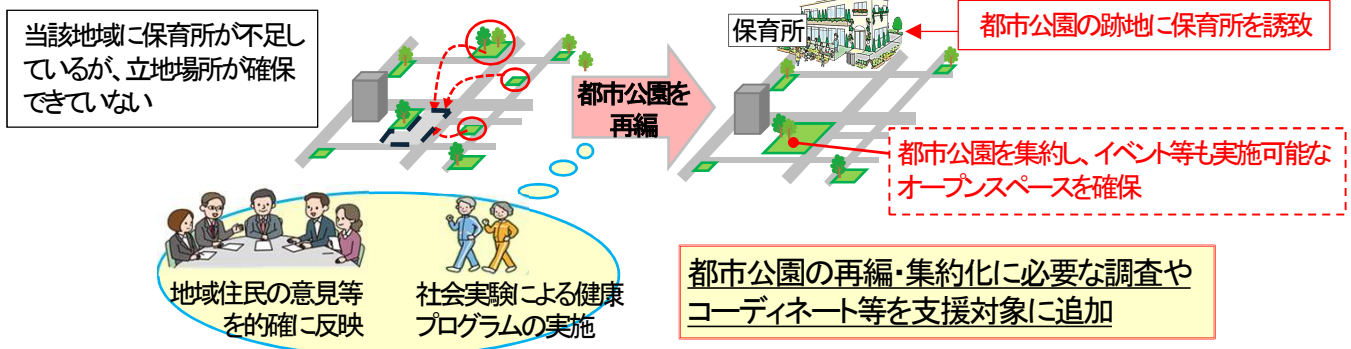 当該地域に保育所が不足し
ているが、立地場所が確保
できていない
都市公園を
再編
保育所
都市公園の跡地に保育所を誘致
都市公園を集約し、イベント等も実施可能な
オープンスペースを確保
地域住民の意見等
を的確に反映
社会実験による健康
プログラムの実施
都市公園の再編・集約化に必要な調査や
コーディネート等を支援対象に追加